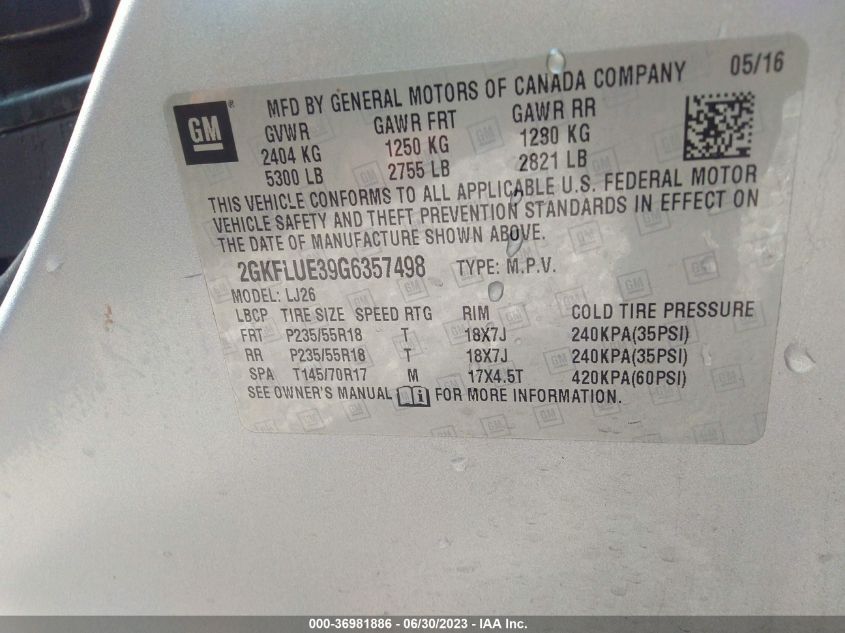 GM
MFD BY GENERAL MOTORS OF CANADA COMPANY 05/16
GVWR GAWR FRT GAWR RR
2404 KG 1250 KG 1280 KG
5300 LB 2755 LB 2821 LB
THIS VEHICLE CONFORMS TO ALL APPLICABLE U.S. FEDERAL MOTOR
VEHICLE SAFETY AND THEFT PREVENTION STANDARDS IN EFFECT ON
THE DATE OF MANUFACTURE SHOWN ABOVE.
2GKFLUE39G6357498 TYPE: M.P.V.
MODEL: LJ26
LBCP TIRE SIZE SPEED RTG RIM COLD TIRE PRESSURE
FRT P235/55R18 T 18X7J 240KPA(35PSI)
RR P235/55R18 T 18X7J 240KPA(35PSI)
SPA T145/70R17 M 17X4.5T 420KPA(60PSI)
SEE OWNER'S MANUAL FOR MORE INFORMATION.
000-36981886 - 06/30/2023 - IAA Inc.